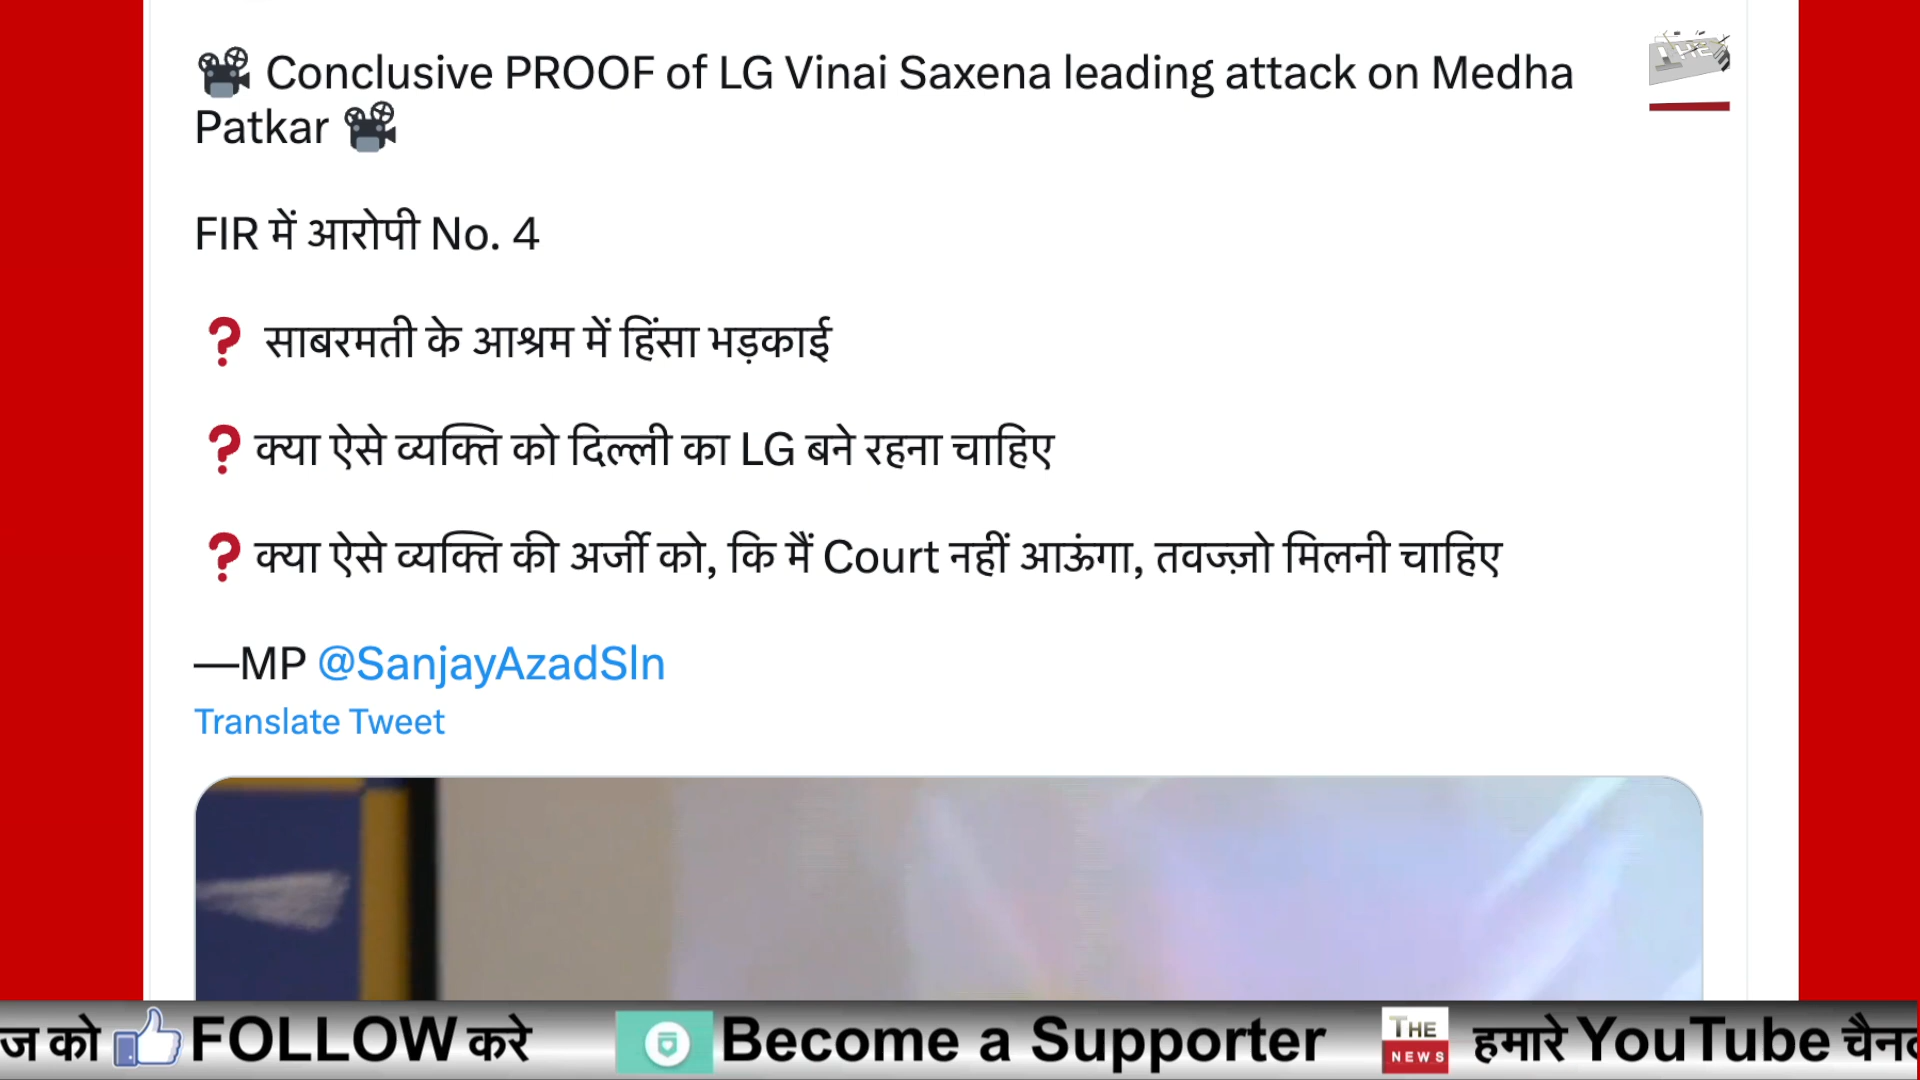 Conclusive PROOF of LG Vinai Saxena leading attack on Medha
Patkar
FIR में आरोपी No. 4
❓ साबरमती के आश्रम में हिंसा भड़काई
❓क्या ऐसे व्यक्ति को दिल्ली का LG बने रहना चाहिए
❓क्या ऐसे व्यक्ति की अर्जी को, कि मैं Court नहीं आऊंगा, तवज्ज़ो मिलनी चाहिए
—MP @SanjayAzadSln
Translate Tweet
THE
ज को FOLLOW करे Become a Supporter THE NEWS हमारे YouTube